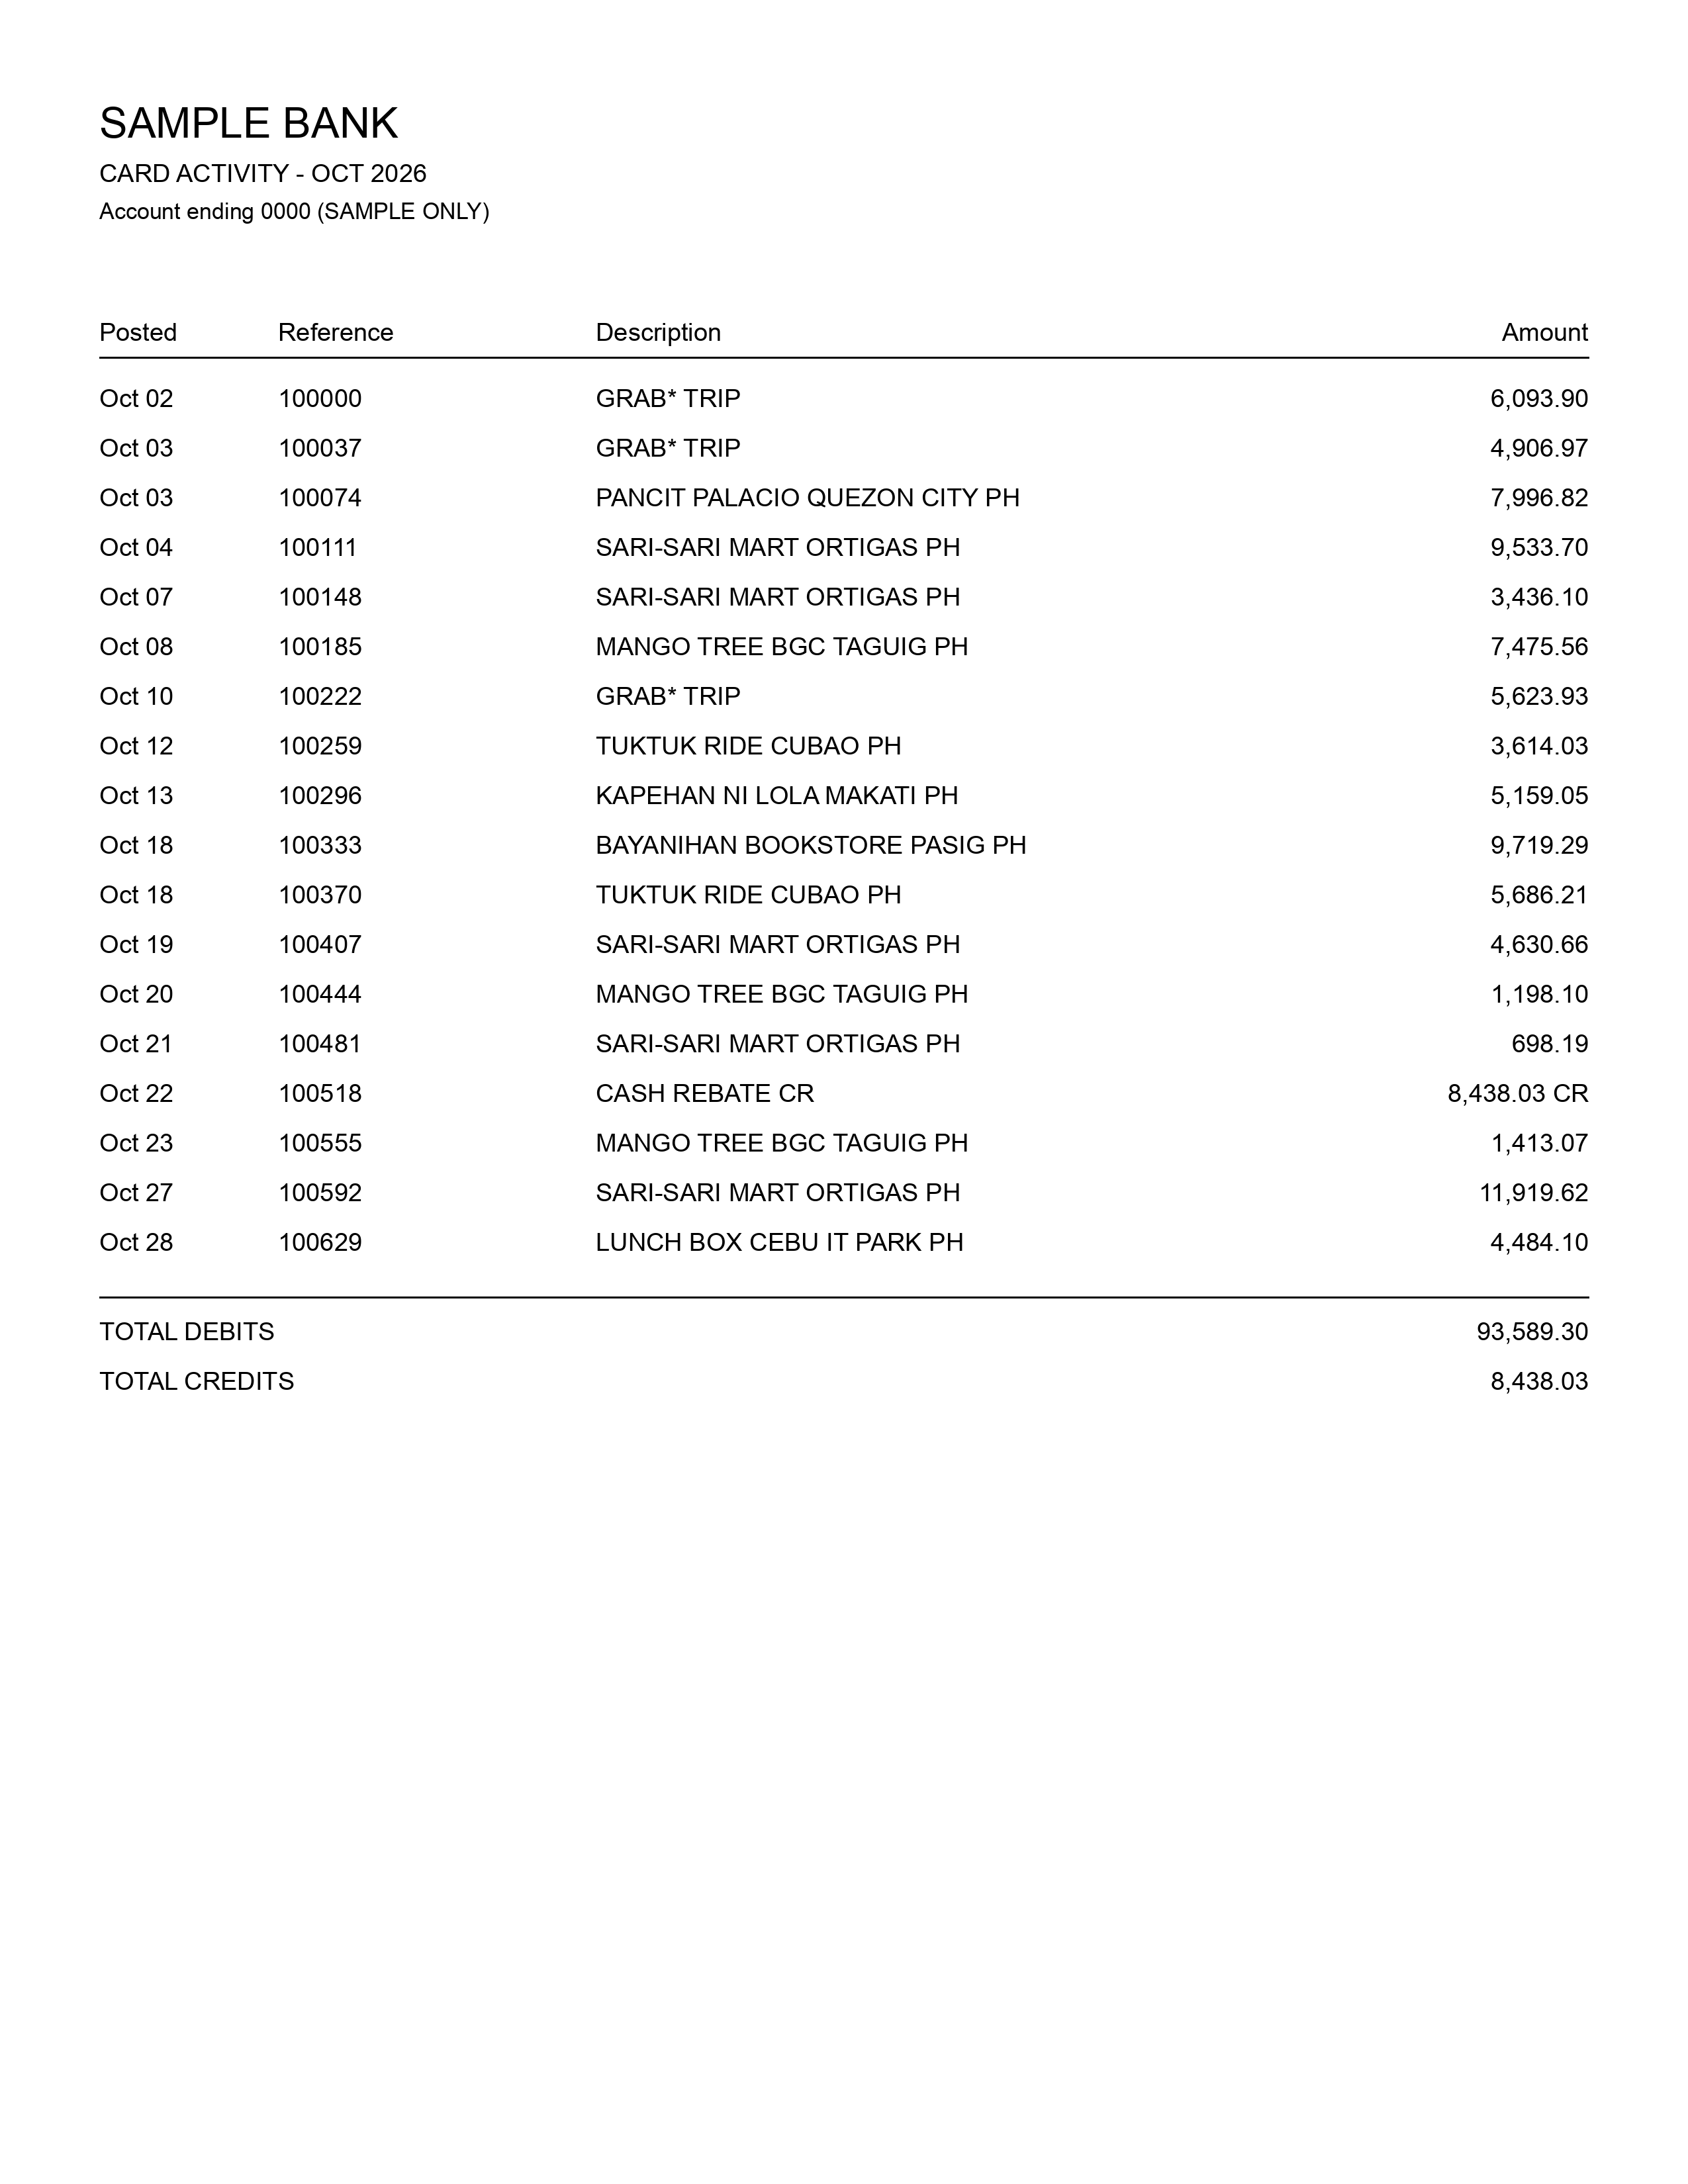 SAMPLE BANK
CARD ACTIVITY - OCT 2026
Account ending 0000 (SAMPLE ONLY)
Posted Reference Description Amount
Oct 02 100000 GRAB* TRIP 6,093.90
Oct 03 100037 GRAB* TRIP 4,906.97
Oct 03 100074 PANCIT PALACIO QUEZON CITY PH 7,996.82
Oct 04 100111 SARI-SARI MART ORTIGAS PH 9,533.70
Oct 07 100148 SARI-SARI MART ORTIGAS PH 3,436.10
Oct 08 100185 MANGO TREE BGC TAGUIG PH 7,475.56
Oct 10 100222 GRAB* TRIP 5,623.93
Oct 12 100259 TUKTUK RIDE CUBAO PH 3,614.03
Oct 13 100296 KAPEHAN NI LOLA MAKATI PH 5,159.05
Oct 18 100333 BAYANIHAN BOOKSTORE PASIG PH 9,719.29
Oct 18 100370 TUKTUK RIDE CUBAO PH 5,686.21
Oct 19 100407 SARI-SARI MART ORTIGAS PH 4,630.66
Oct 20 100444 MANGO TREE BGC TAGUIG PH 1,198.10
Oct 21 100481 SARI-SARI MART ORTIGAS PH 698.19
Oct 22 100518 CASH REBATE CR 8,438.03 CR
Oct 23 100555 MANGO TREE BGC TAGUIG PH 1,413.07
Oct 27 100592 SARI-SARI MART ORTIGAS PH 11,919.62
Oct 28 100629 LUNCH BOX CEBU IT PARK PH 4,484.10
TOTAL DEBITS 93,589.30
TOTAL CREDITS 8,438.03